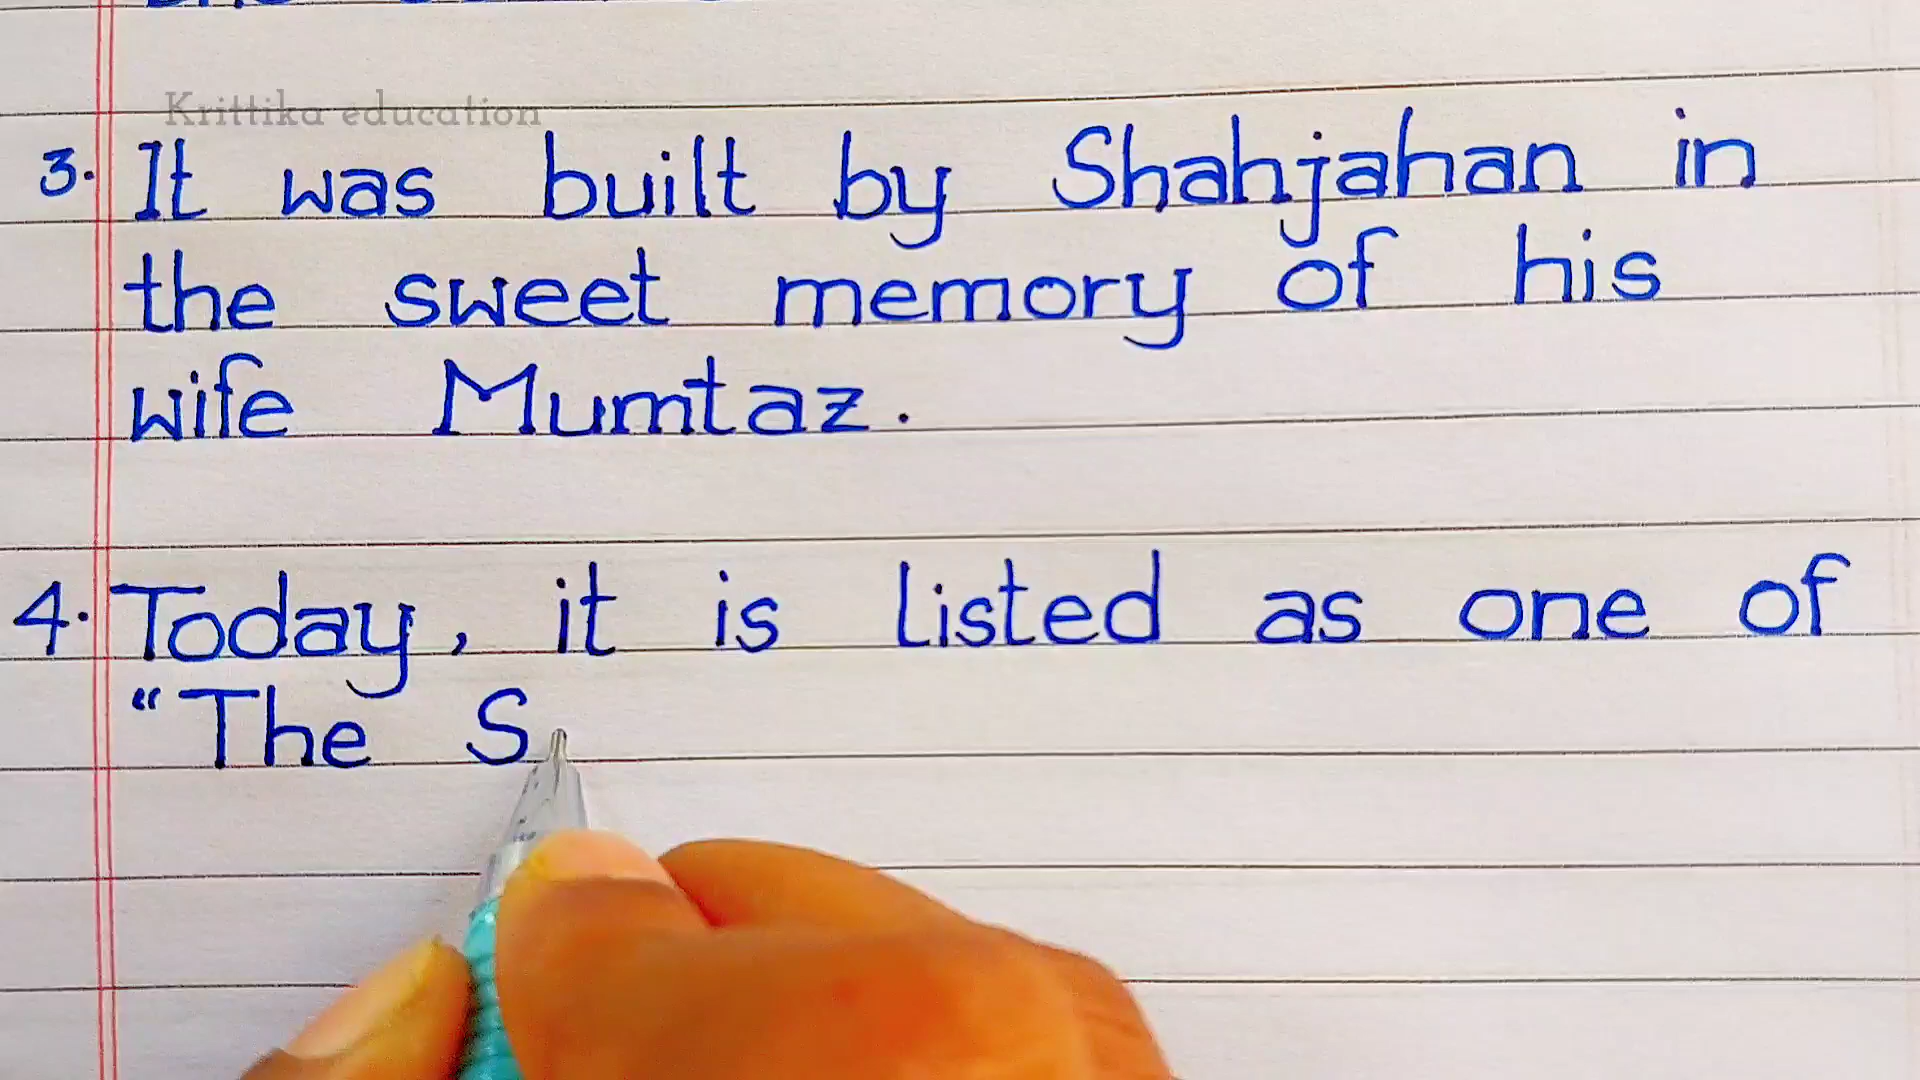 Krittika education
3. It was built by Shahjahan in
the sweet memory of his
wife Mumtaz.
4. Today, it is listed as one of
“The S